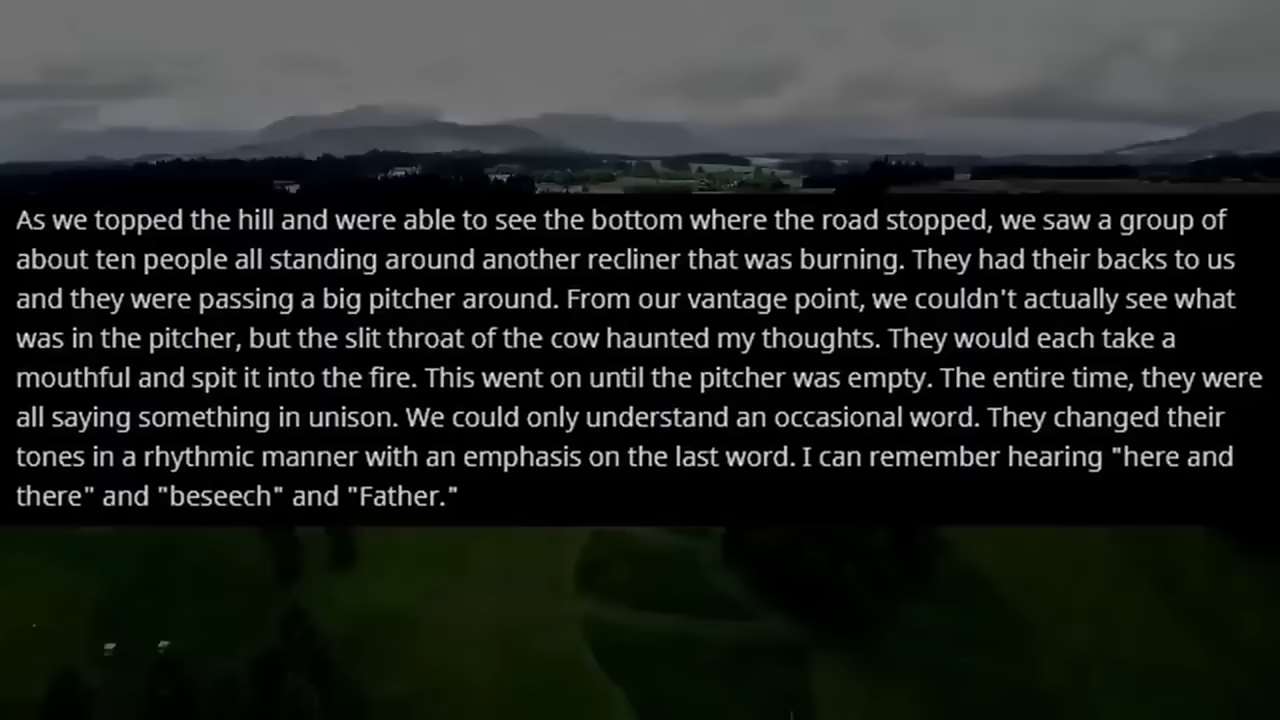 As we topped the hill and were able to see the bottom where the road stopped, we saw a group of
about ten people all standing around another recliner that was burning. They had their backs to us
and they were passing a big pitcher around. From our vantage point, we couldn't actually see what
was in the pitcher, but the slit throat of the cow haunted my thoughts. They would each take a
mouthful and spit it into the fire. This went on until the pitcher was empty. The entire time, they were
all saying something in unison. We could only understand an occasional word. They changed their
tones in a rhythmic manner with an emphasis on the last word. I can remember hearing "here and
there" and "beseech" and "Father."